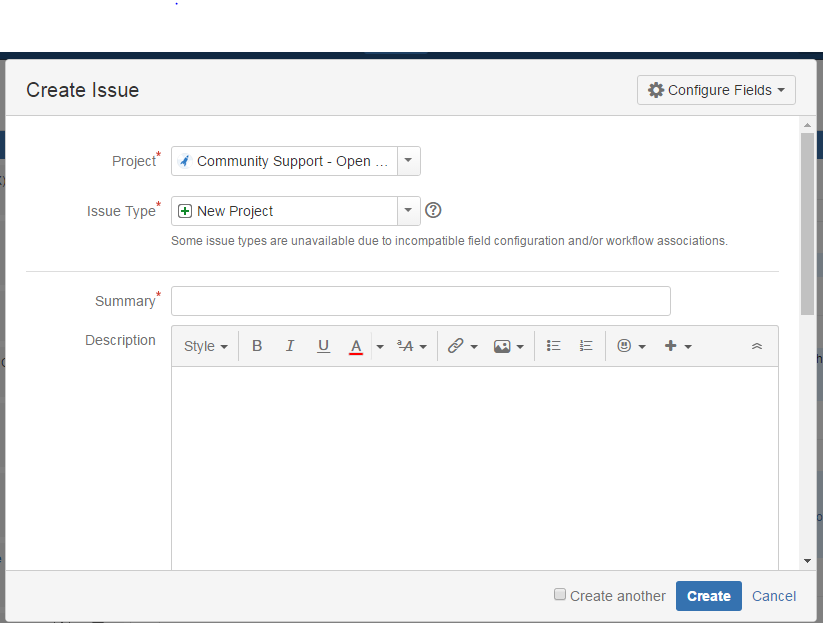 Create Issue
Configure Fields
Project*
Community Support - Open ...
Issue Type*
New Project
Some issue types are unavailable due to incompatible field configuration and/or workflow associations.
Summary*
Description
Style B I U A ªA
Create another Create Cancel